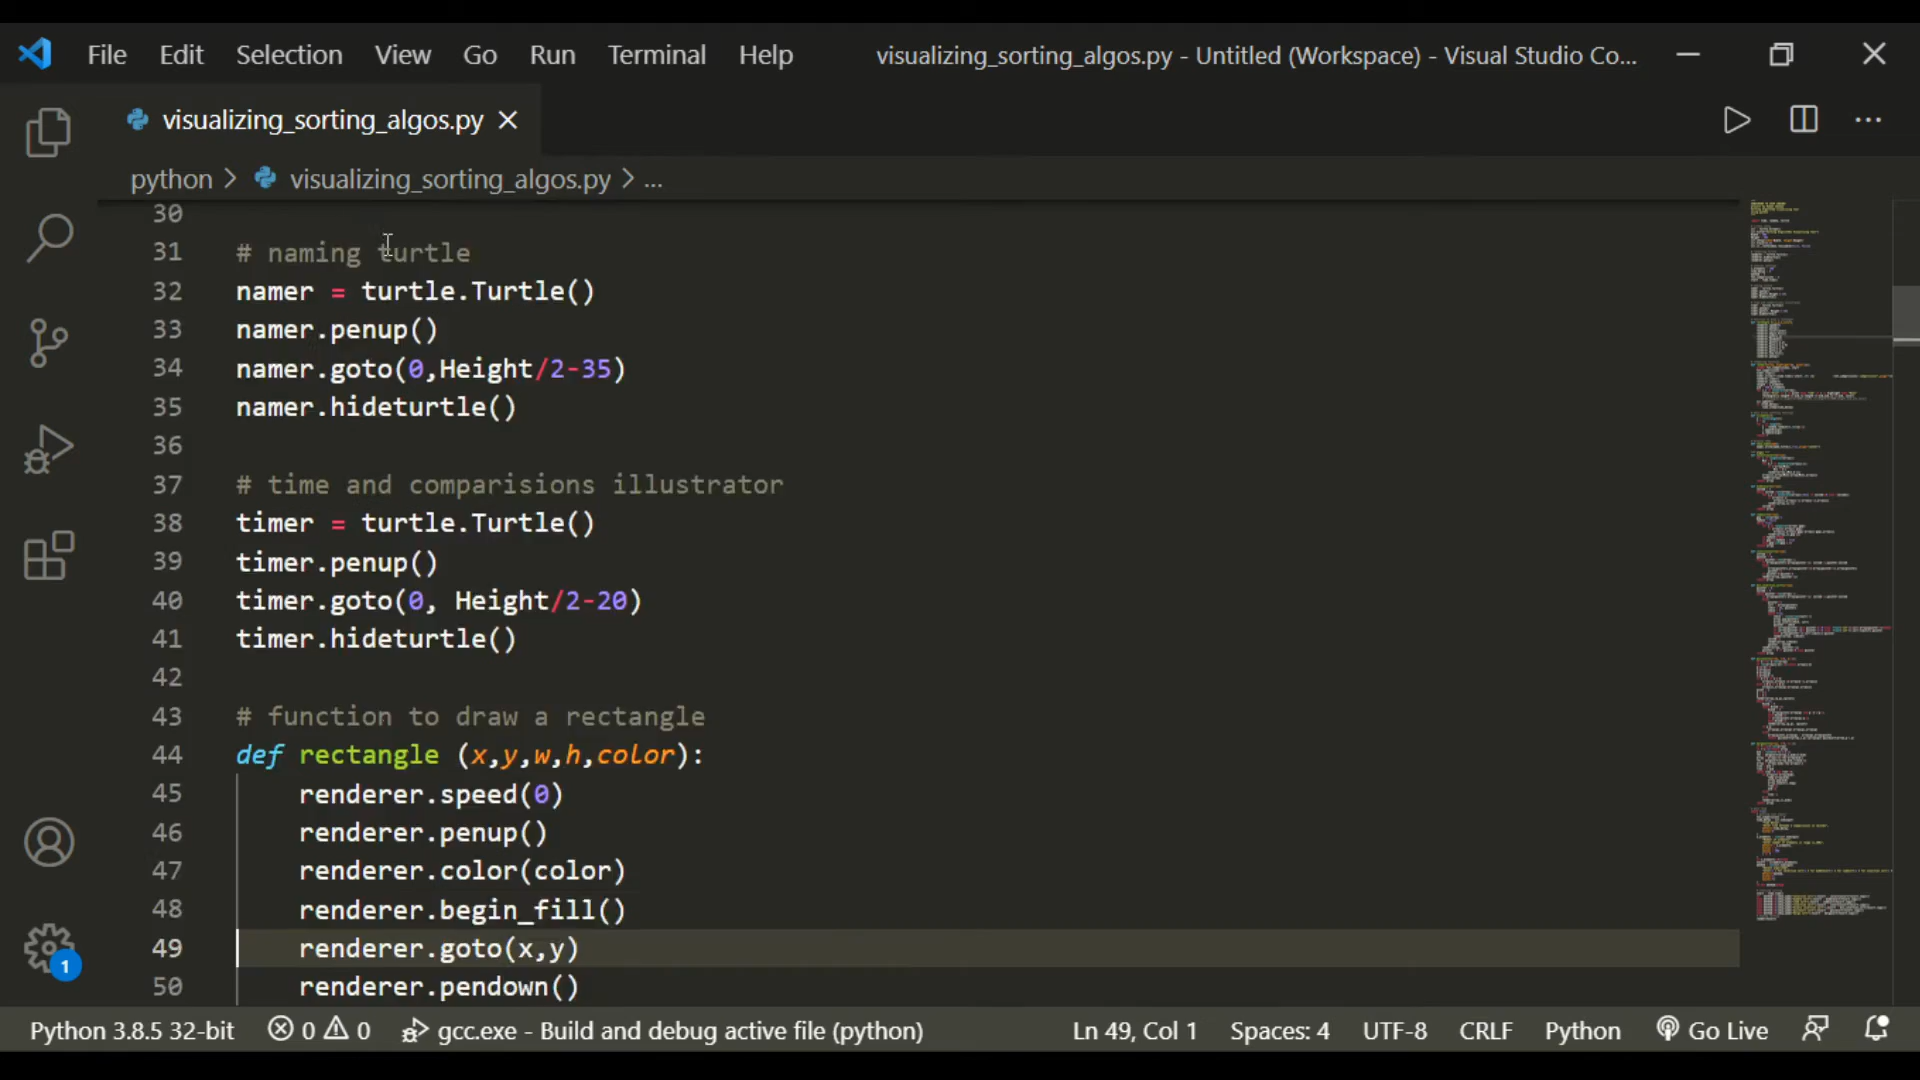 File Edit Selection View Go Run Terminal Help visualizing_sorting_algos.py - Untitled (Workspace) - Visual Studio Co...
visualizing_sorting_algos.py
python > visualizing_sorting_algos.py > ...
30
31 # naming turtle
32 namer = turtle.Turtle()
33 namer.penup()
34 namer.goto(0,Height/2-35)
35 namer.hideturtle()
36
37 # time and comparisions illustrator
38 timer = turtle.Turtle()
39 timer.penup()
40 timer.goto(0, Height/2-20)
41 timer.hideturtle()
42
43 # function to draw a rectangle
44 def rectangle (x,y,w,h,color):
45 renderer.speed(0)
46 renderer.penup()
47 renderer.color(color)
48 renderer.begin_fill()
49 renderer.goto(x,y)
50 renderer.pendown()
1
Python 3.8.5 32-bit 0 0 gcc.exe - Build and debug active file (python) Ln 49, Col 1 Spaces: 4 UTF-8 CRLF Python Go Live